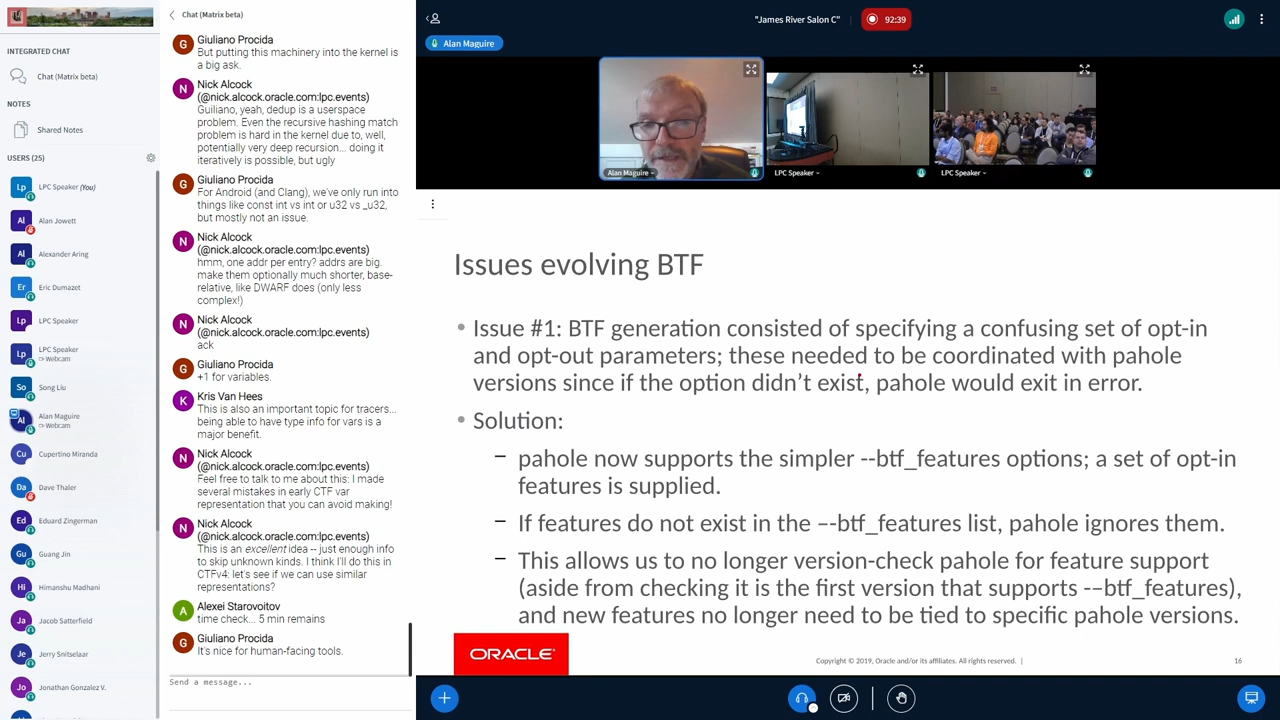 INTEGRATED CHAT
Chat (Matrix beta)
NOTES
Shared Notes
USERS (25)
Lp
LPC Speaker (You)
Al
Alan Jowett
Al
Alexander Aring
Er
Eric Dumazet
Lp
LPC Speaker
Lp
LPC Speaker
Webcam
So
Song Liu
Al
Alan Maguire
Webcam
Cu
Cupertino Miranda
Da
Dave Thaler
Ed
Eduard Zingerman
Gu
Guang Jin
Hi
Himanshu Madhani
Ja
Jacob Satterfield
Je
Jerry Snitselaar
Jo
Jonathan Gonzalez V.
Chat (Matrix beta)
G
Giuliano Procida
But putting this machinery into the kernel is
a big ask.
N
Nick Alcock
(@nick.alcock.oracle.com:lpc.events)
Guiliano, yeah, dedup is a userspace
problem. Even the recursive hashing match
problem is hard in the kernel due to, well,
potentially very deep recursion... doing it
iteratively is possible, but ugly
G
Giuliano Procida
For Android (and Clang), we've only run into
things like const int vs int or u32 vs _u32,
but mostly not an issue.
N
Nick Alcock
(@nick.alcock.oracle.com:lpc.events)
hmm, one addr per entry? addrs are big.
make them optionally much shorter, base-
relative, like DWARF does (only less
complex!)
N
Nick Alcock
(@nick.alcock.oracle.com:lpc.events)
ack
G
Giuliano Procida
+1 for variables.
K
Kris Van Hees
This is also an important topic for tracers...
being able to have type info for vars is a
major benefit.
N
Nick Alcock
(@nick.alcock.oracle.com:lpc.events)
Feel free to talk to me about this: I made
several mistakes in early CTF var
representation that you can avoid making!
N
Nick Alcock
(@nick.alcock.oracle.com:lpc.events)
This is an excellent idea -- just enough info
to skip unknown kinds. I think I'll do this in
CTFv4: let's see if we can use similar
representations?
A
Alexei Starovoitov
time check... 5 min remains
G
Giuliano Procida
It's nice for human-facing tools.
Send a message...
"James River Salon C"
92:39
Alan Maguire
Alan Maguire
LPC Speaker
LPC Speaker
Issues evolving BTF
• Issue #1: BTF generation consisted of specifying a confusing set of opt-in
and opt-out parameters; these needed to be coordinated with pahole
versions since if the option didn't exist, pahole would exit in error.
• Solution:
– pahole now supports the simpler --btf_features options; a set of opt-in
features is supplied.
– If features do not exist in the –-btf_features list, pahole ignores them.
– This allows us to no longer version-check pahole for feature support
(aside from checking it is the first version that supports -–btf_features),
and new features no longer need to be tied to specific pahole versions.
ORACLE
Copyright © 2019, Oracle and/or its affiliates. All rights reserved. |
16